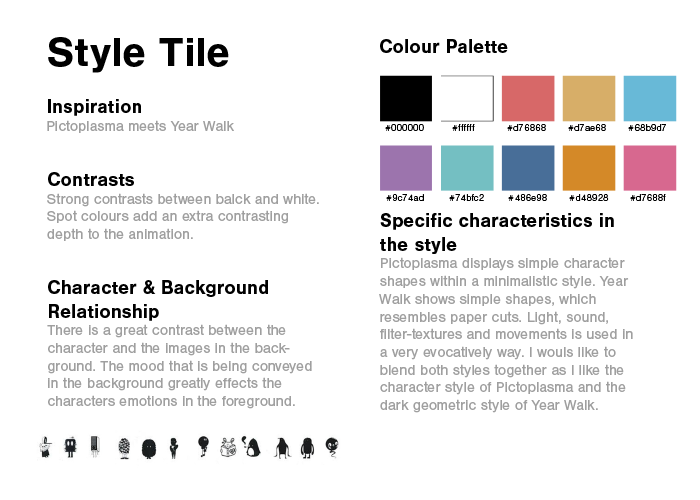 Style Tile
Inspiration
Pictoplasma meets Year Walk
Contrasts
Strong contrasts between balck and white.
Spot colours add an extra contrasting
depth to the animation.
Character & Background
Relationship
There is a great contrast between the
character and the images in the back-
ground. The mood that is being conveyed
in the background greatly effects the
characters emotions in the foreground.
Colour Palette
#000000 #ffffff #d76868 #d7ae68 #68b9d7
#9c74ad #74bfc2 #486e98 #d48928 #d7688f
Specific characteristics in
the style
Pictoplasma displays simple character
shapes within a minimalistic style. Year
Walk shows simple shapes, which
resembles paper cuts. Light, sound,
filter-textures and movements is used in
a very evocatively way. I wouls like to
blend both styles together as I like the
character style of Pictoplasma and the
dark geometric style of Year Walk.